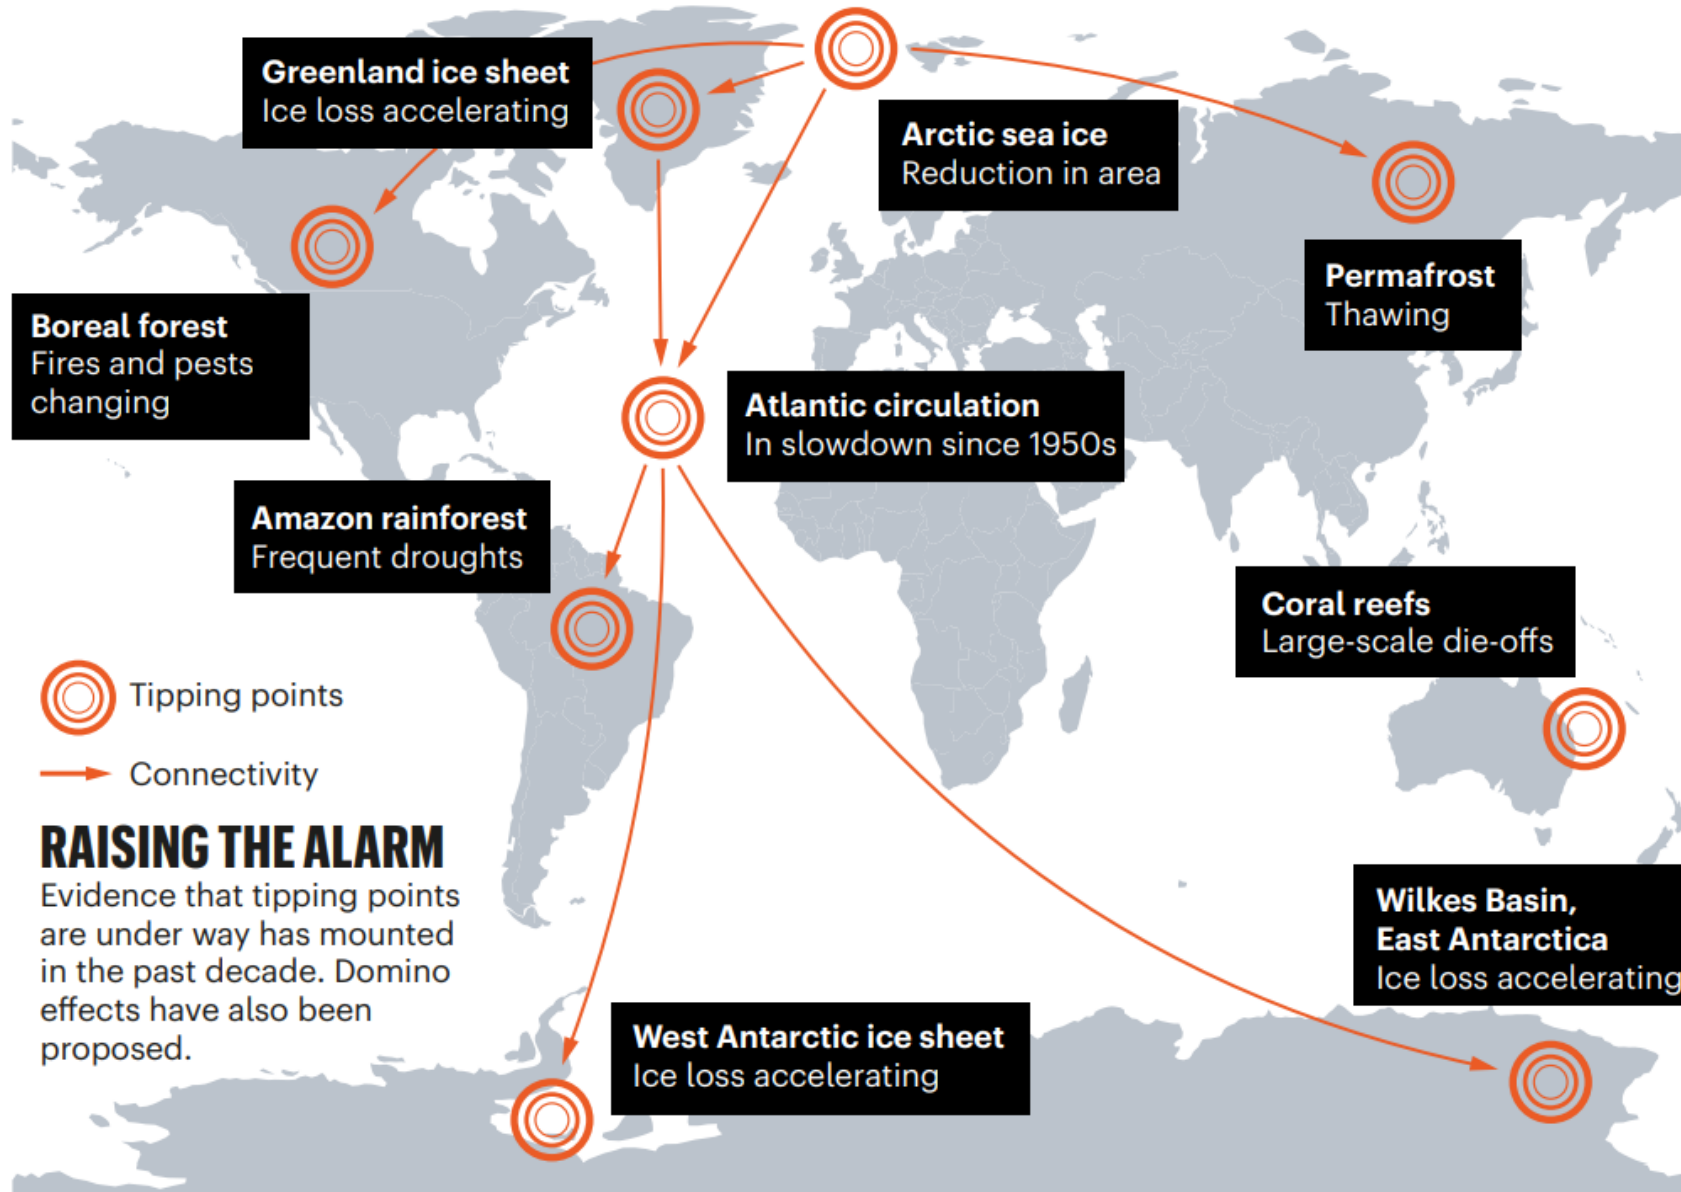 Greenland ice sheet
Ice loss accelerating
Arctic sea ice
Reduction in area
Permafrost
Thawing
Boreal forest
Fires and pests
changing
Atlantic circulation
In slowdown since 1950s
Amazon rainforest
Frequent droughts
Coral reefs
Large-scale die-offs
Tipping points
Connectivity
RAISING THE ALARM
Evidence that tipping points
are under way has mounted
in the past decade. Domino
effects have also been
proposed.
Wilkes Basin,
East Antarctica
Ice loss accelerating
West Antarctic ice sheet
Ice loss accelerating